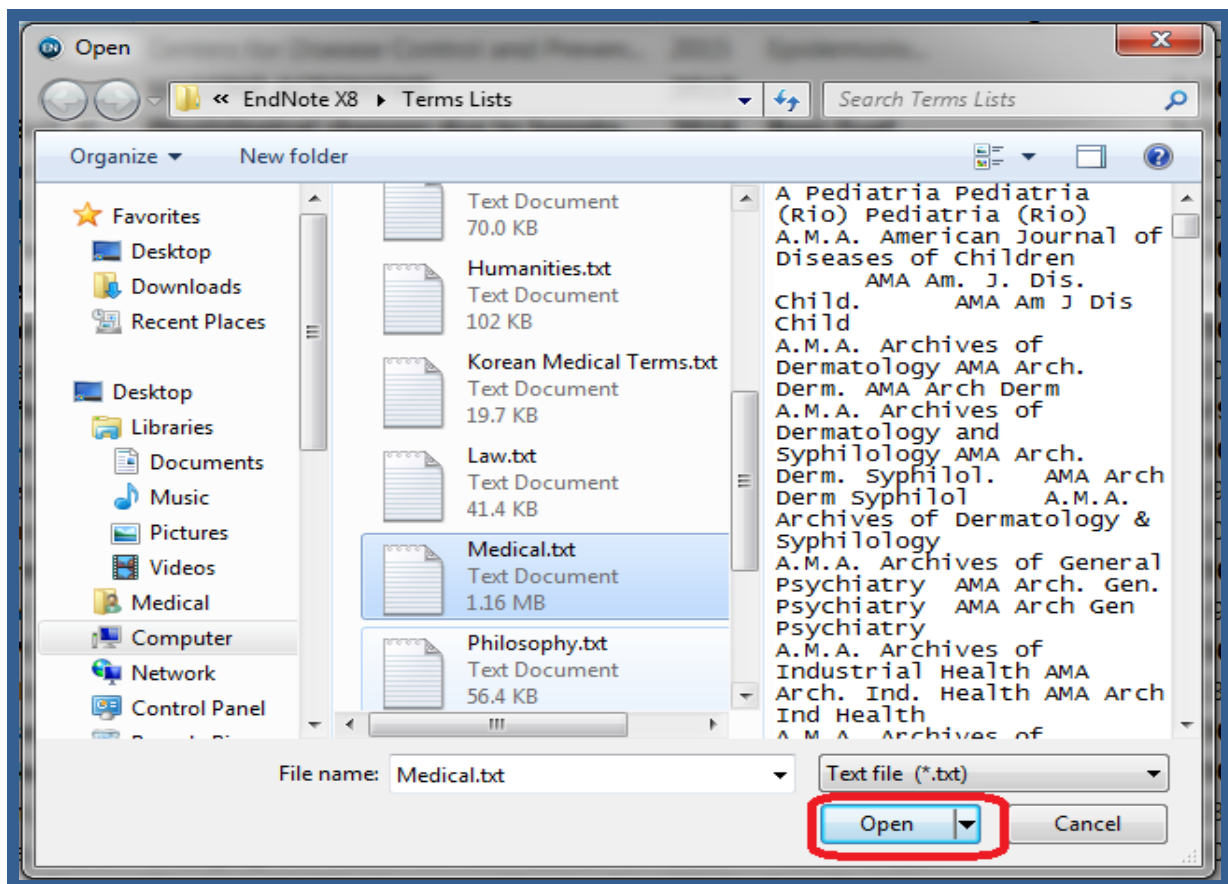 Open
« EndNote X8 ▸ Terms Lists
Search Terms Lists
Organize
New folder
Favorites
Desktop
Downloads
Recent Places
Desktop
Libraries
Documents
Music
Pictures
Videos
Medical
Computer
Network
Control Panel
Text Document
70.0 KB
Humanities.txt
Text Document
102 KB
Korean Medical Terms.txt
Text Document
19.7 KB
Law.txt
Text Document
41.4 KB
Medical.txt
Text Document
1.16 MB
Philosophy.txt
Text Document
56.4 KB
A Pediatria Pediatria
(Rio) Pediatria (Rio)
A.M.A. American Journal of
Diseases of Children
AMA Am. J. Dis.
Child. AMA Am J Dis
Child
A.M.A. Archives of
Dermatology AMA Arch.
Derm. AMA Arch Derm
A.M.A. Archives of
Dermatology and
Syphilology AMA Arch.
Derm. Syphilol. AMA Arch
Derm Syphilol A.M.A.
Archives of Dermatology &
Syphilology
A.M.A. Archives of General
Psychiatry AMA Arch. Gen.
Psychiatry AMA Arch Gen
Psychiatry
A.M.A. Archives of
Industrial Health AMA
Arch. Ind. Health AMA Arch
Ind Health
A.M.A. Archives of
File name: Medical.txt
Text file (*.txt)
Open
Cancel